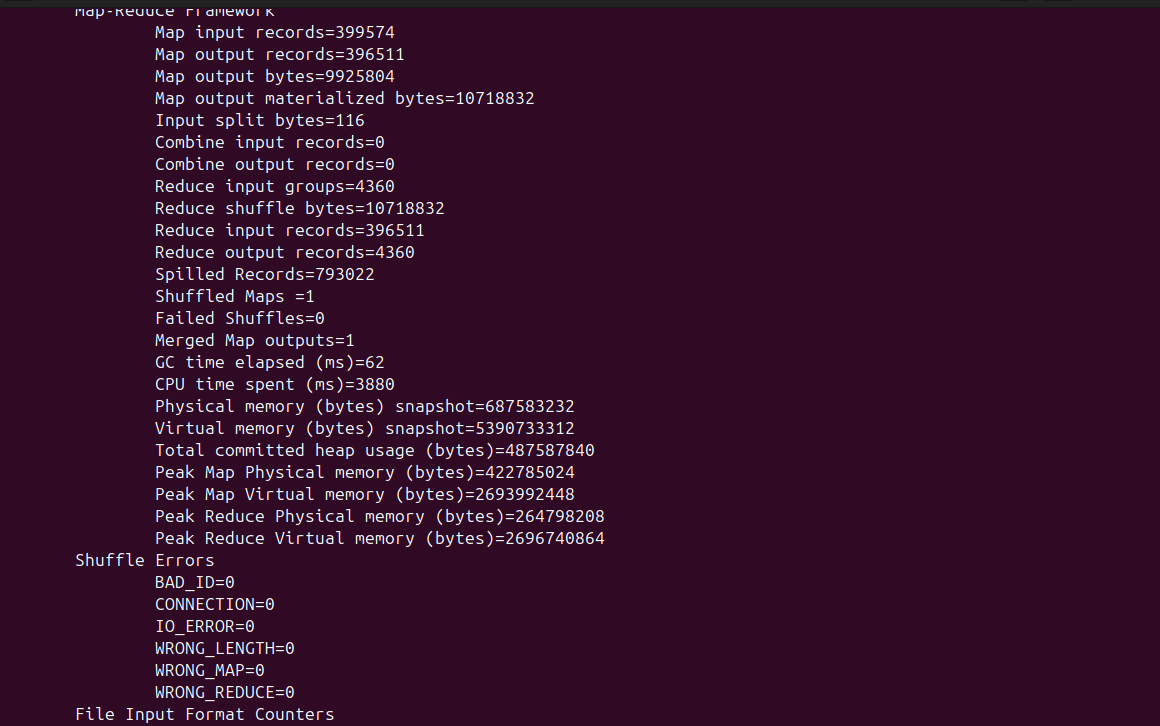 Map-Reduce Framework
Map input records=399574
Map output records=396511
Map output bytes=9925804
Map output materialized bytes=10718832
Input split bytes=116
Combine input records=0
Combine output records=0
Reduce input groups=4360
Reduce shuffle bytes=10718832
Reduce input records=396511
Reduce output records=4360
Spilled Records=793022
Shuffled Maps =1
Failed Shuffles=0
Merged Map outputs=1
GC time elapsed (ms)=62
CPU time spent (ms)=3880
Physical memory (bytes) snapshot=687583232
Virtual memory (bytes) snapshot=5390733312
Total committed heap usage (bytes)=487587840
Peak Map Physical memory (bytes)=422785024
Peak Map Virtual memory (bytes)=2693992448
Peak Reduce Physical memory (bytes)=264798208
Peak Reduce Virtual memory (bytes)=2696740864
Shuffle Errors
BAD_ID=0
CONNECTION=0
IO_ERROR=0
WRONG_LENGTH=0
WRONG_MAP=0
WRONG_REDUCE=0
File Input Format Counters